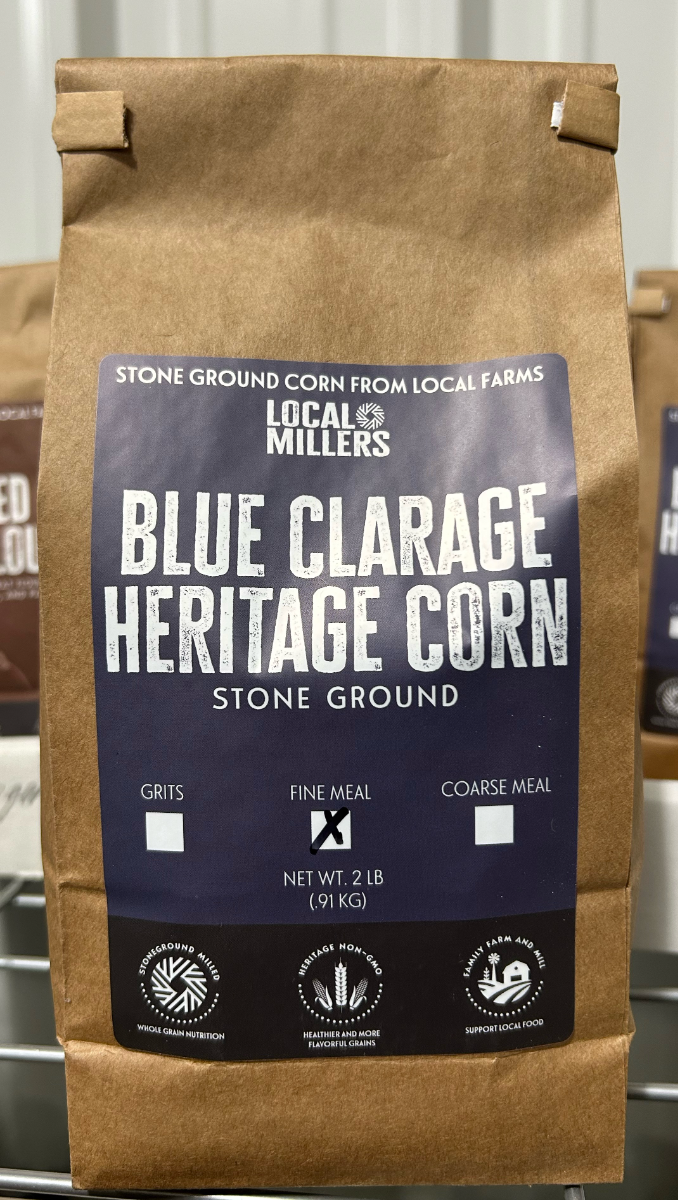 STONE GROUND CORN FROM LOCAL FARMS
LOCAL
MILLERS
BLUE CLARAGE
HERITAGE CORN
STONE GROUND
GRITS
FINE MEAL
COARSE MEAL
X
NET WT. 2 LB
(.91 KG)
STONEGROUND MILLED
WHOLE GRAIN NUTRITION
HERITAGE NON-GMO
HEALTHIER AND MORE
FLAVORFUL GRAINS
FAMILY FARM AND MILL
SUPPORT LOCAL FOOD